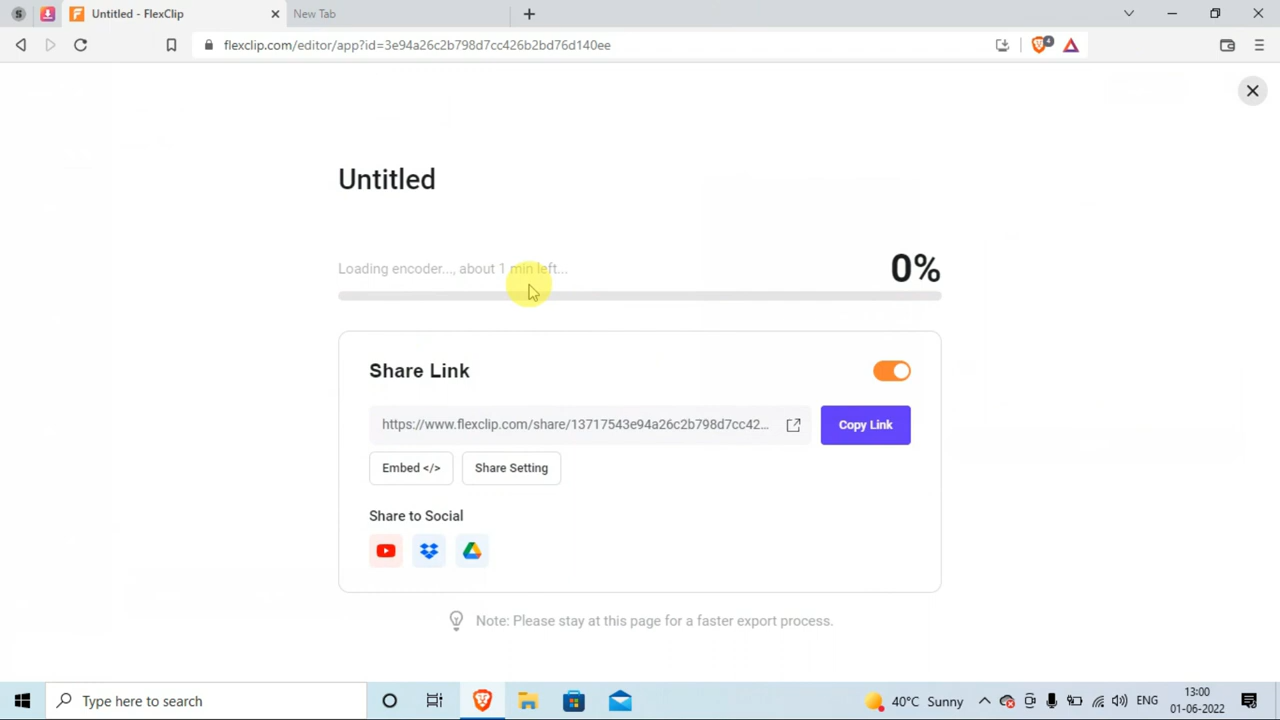 Untitled - FlexClip
New Tab
flexclip.com/editor/app?id=3e94a26c2b798d7cc426b2bd76d140ee
4
Untitled
Loading encoder..., about 1 min left...
0%
Share Link
https://www.flexclip.com/share/13717543e94a26c2b798d7cc42...
Copy Link
Embed </>
Share Setting
Share to Social
Note: Please stay at this page for a faster export process.
Type here to search
40°C Sunny
ENG
13:00
01-06-2022